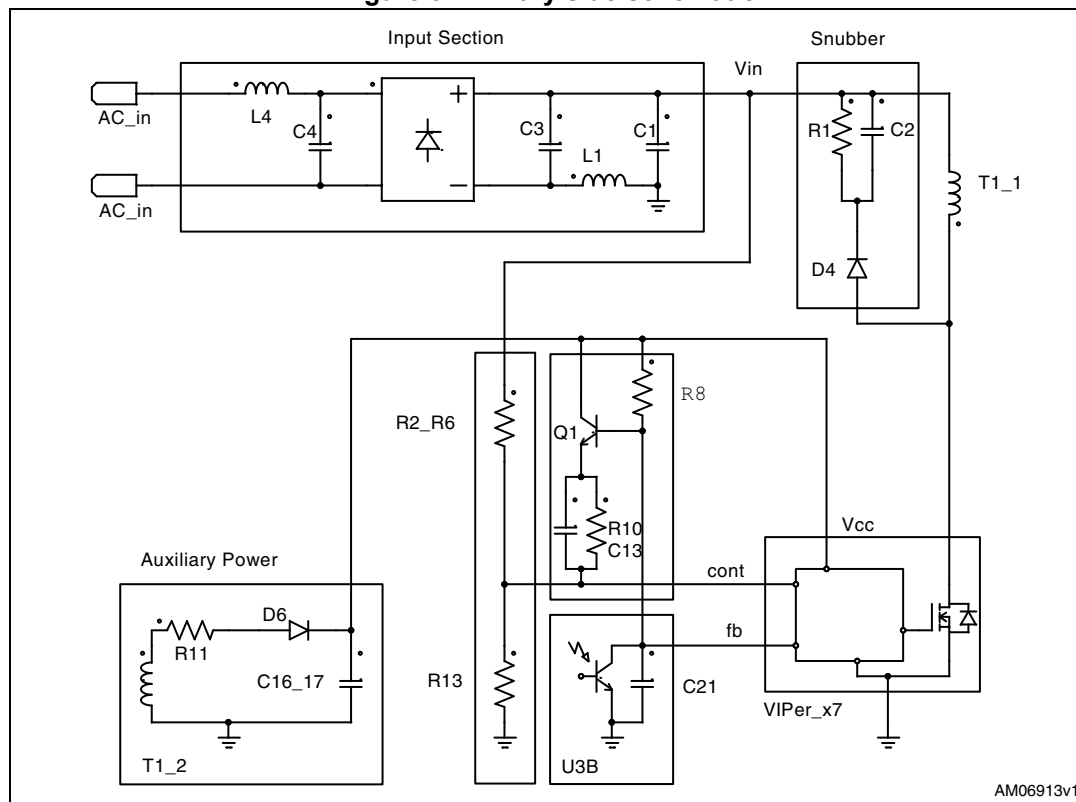 Input Section
Snubber
Vin
AC_in
L4
C4
+
C3
C1
R1
C2
L1
T1_1
−
AC_in
D4
R8
R2_R6
Q1
R10
C13
Vcc
Auxiliary Power
cont
D6
R11
fb
C16_17
R13
C21
VIPer_x7
T1_2
U3B
AM06913v1